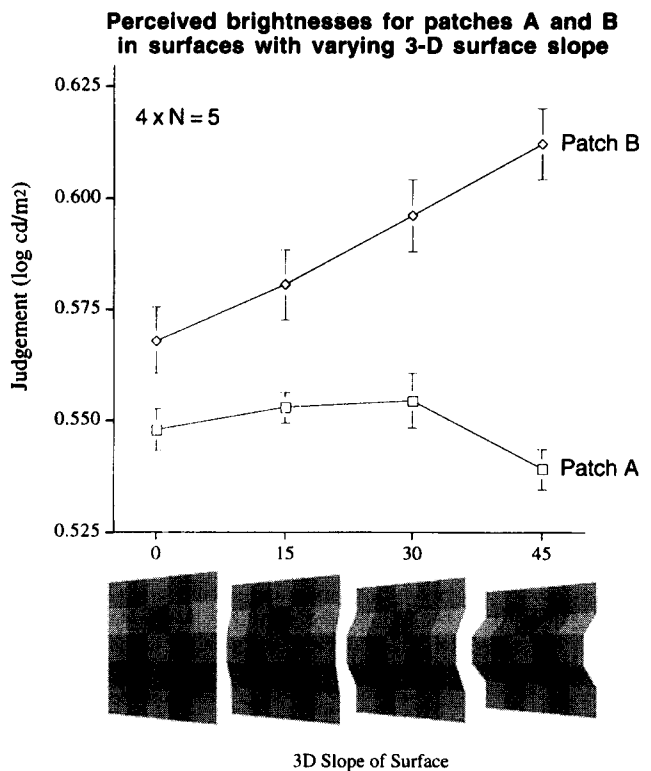 Perceived brightnesses for patches A and B
in surfaces with varying 3-D surface slope
0.625
4 x N = 5
Patch B
0.600
Judgement (log cd/m2)
0.575
0.550
Patch A
0.525
0 15 30 45
3D Slope of Surface